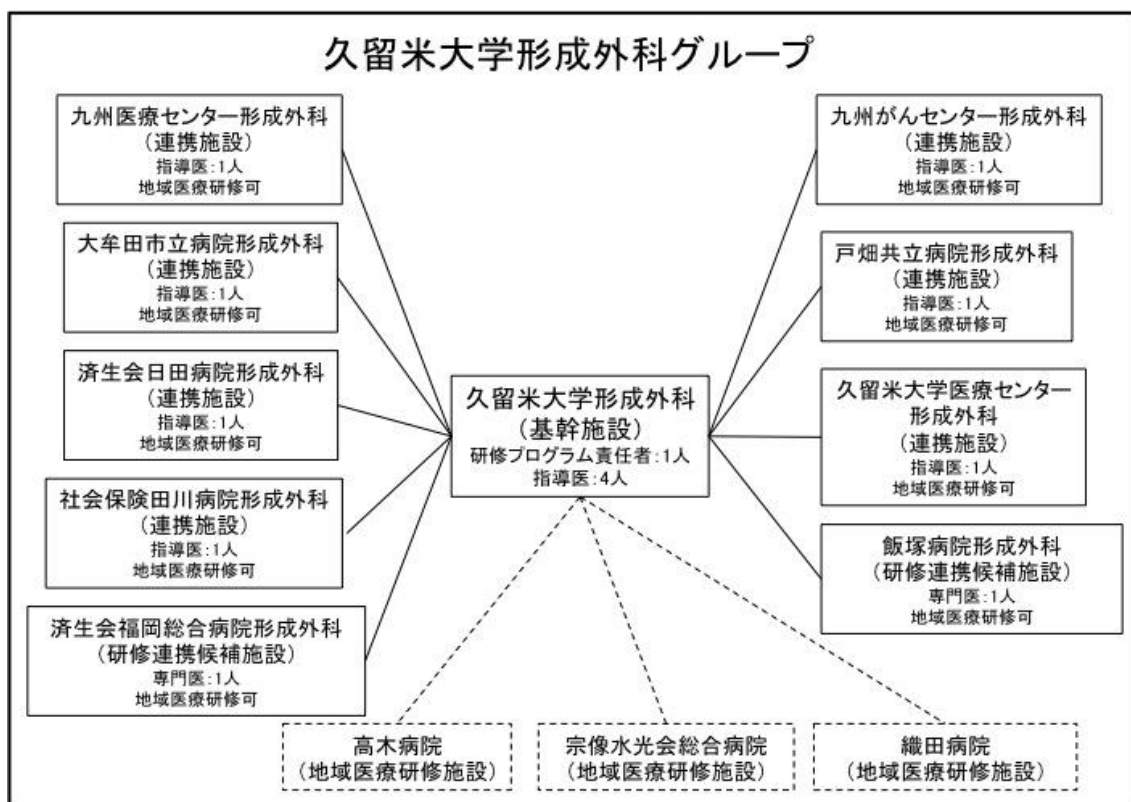 久留米大学形成外科グループ
九州医療センター形成外科
(連携施設)
指導医:1人
地域医療研修可
大牟田市立病院形成外科
(連携施設)
指導医:1人
地域医療研修可
済生会日田病院形成外科
(連携施設)
指導医:1人
地域医療研修可
社会保険田川病院形成外科
(連携施設)
指導医:1人
地域医療研修可
済生会福岡総合病院形成外科
(研修連携候補施設)
専門医:1人
地域医療研修可
久留米大学形成外科
(基幹施設)
研修プログラム責任者:1人
指導医:4人
九州がんセンター形成外科
(連携施設)
指導医:1人
地域医療研修可
戸畑共立病院形成外科
(連携施設)
指導医:1人
地域医療研修可
久留米大学医療センター
形成外科
(連携施設)
指導医:1人
地域医療研修可
飯塚病院形成外科
(研修連携候補施設)
専門医:1人
地域医療研修可
高木病院
(地域医療研修施設)
宗像水光会総合病院
(地域医療研修施設)
織田病院
(地域医療研修施設)